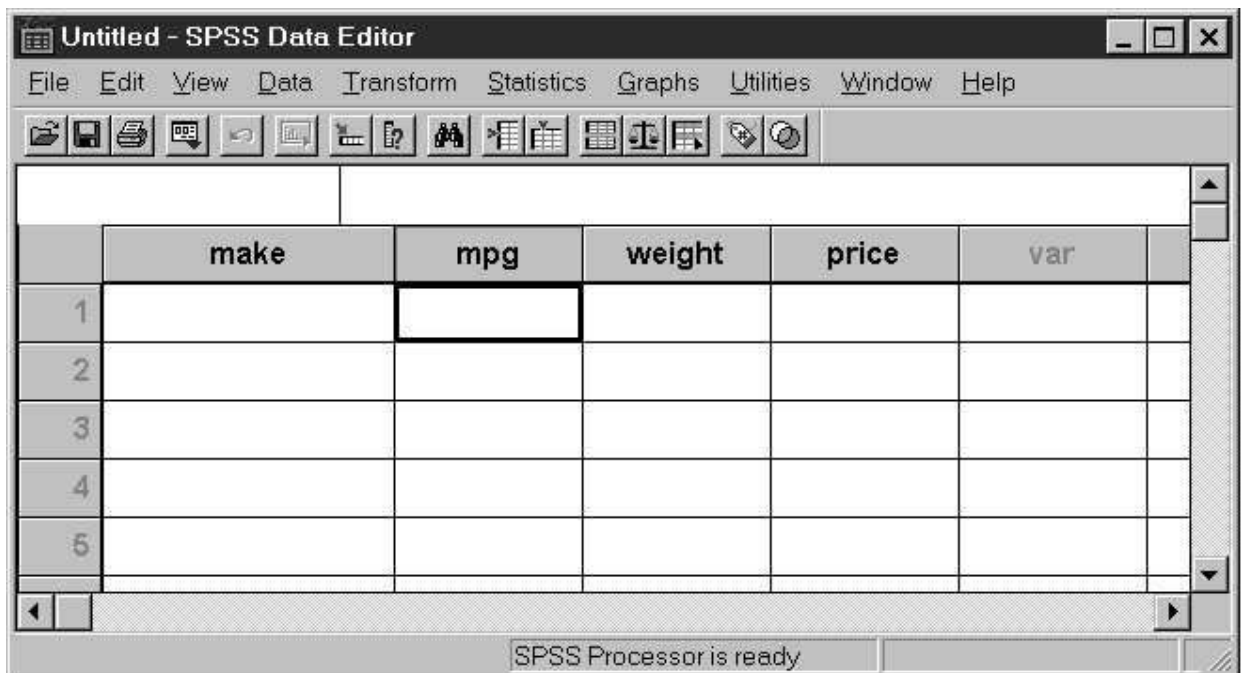 Untitled - SPSS Data Editor
File Edit View Data Transform Statistics Graphs Utilities Window Help
make mpg weight price var
1
2
3
4
5
SPSS Processor is ready